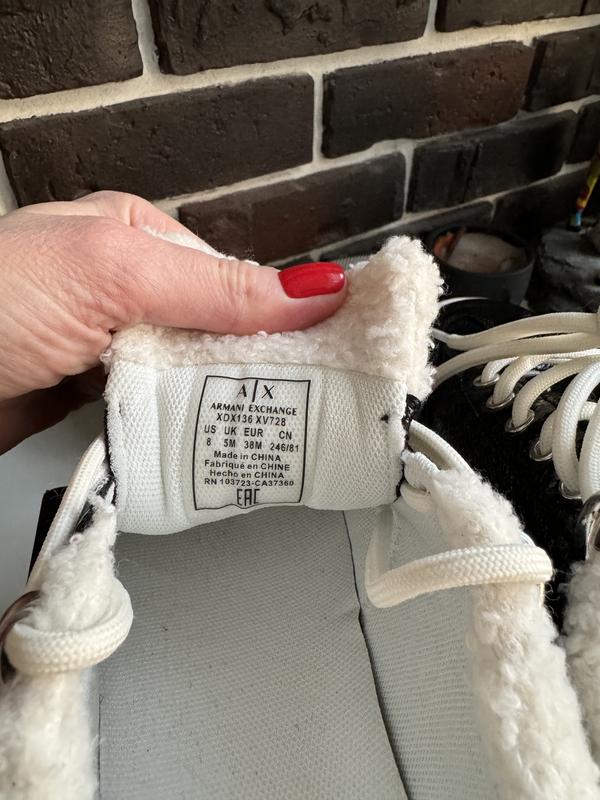 A|X
ARMANI EXCHANGE
XDX136 XV728
US UK EUR CN
8 5M 38M 246/81
Made in CHINA
Fabriqué en CHINE
Hecho en CHINA
RN 103723-CA37360
EAC